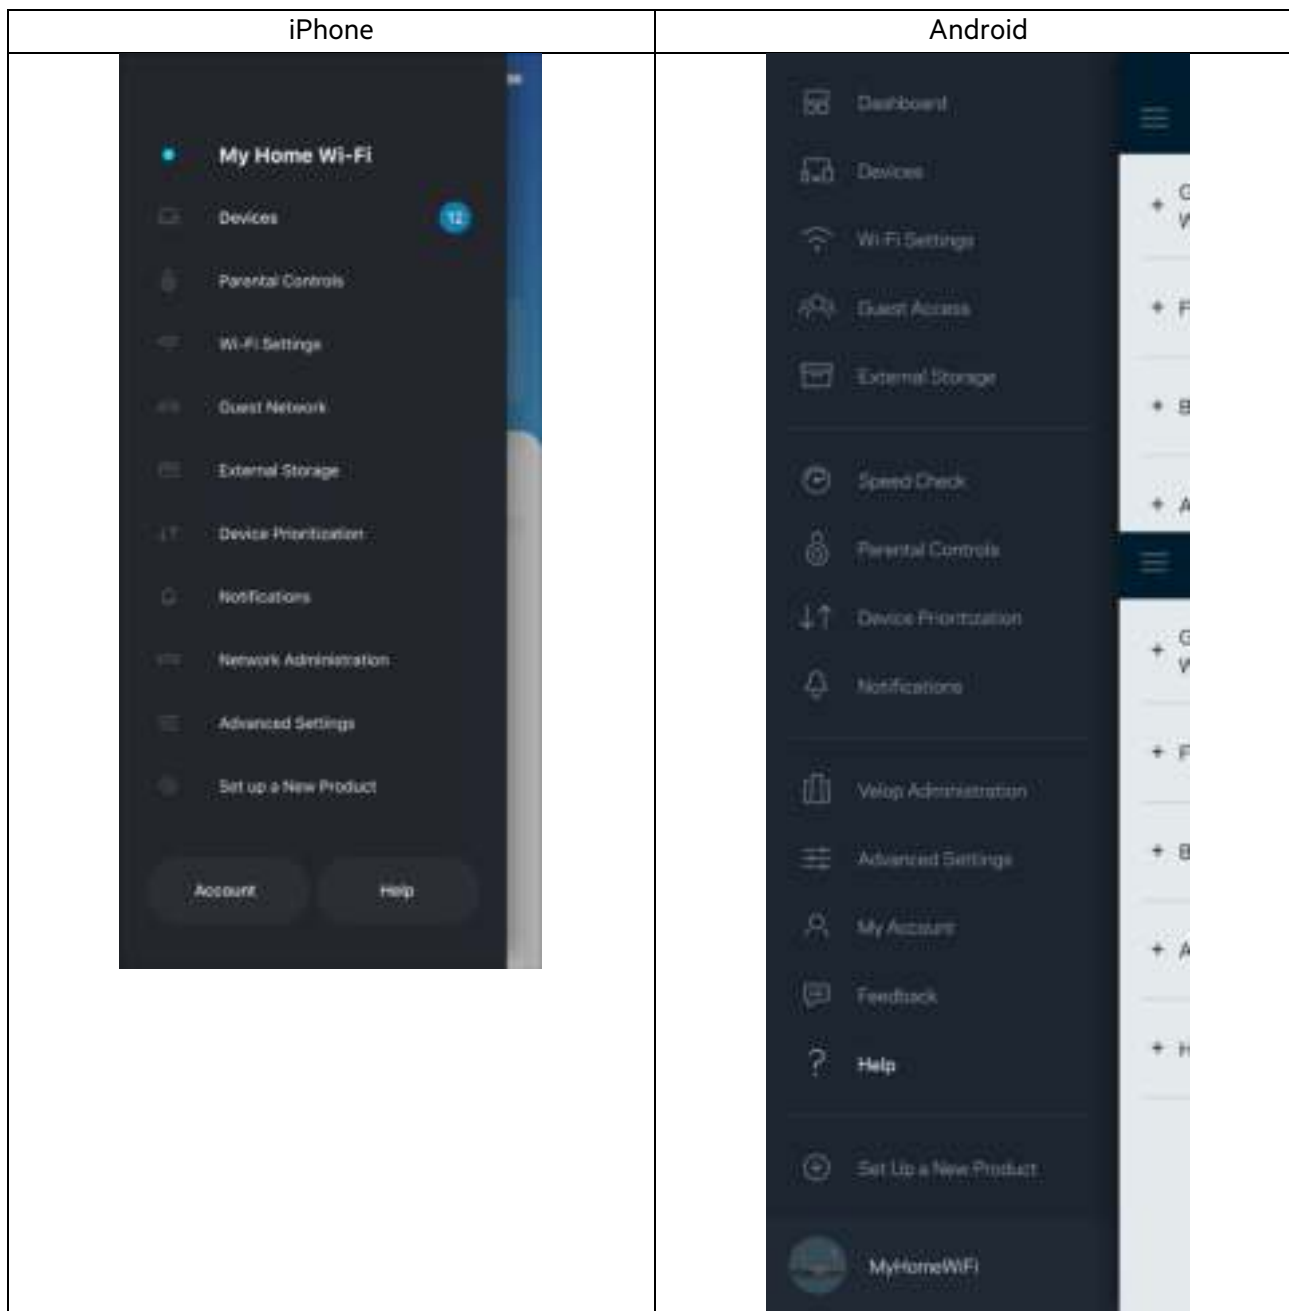 iPhone
Android
My Home Wi-Fi
Devices
12
Parental Controls
Wi-Fi Settings
Guest Network
External Storage
Device Prioritization
Notifications
Network Administration
Advanced Settings
Set up a New Product
Account
Help
Dashboard
Devices
Wi-Fi Settings
Guest Access
External Storage
Speed Check
Parental Controls
Device Prioritization
Notifications
Velop Administration
Advanced Settings
My Account
Feedback
Help
Set Up a New Product
MyHomeWiFi
G
W
F
B
A
G
W
F
B
A
H